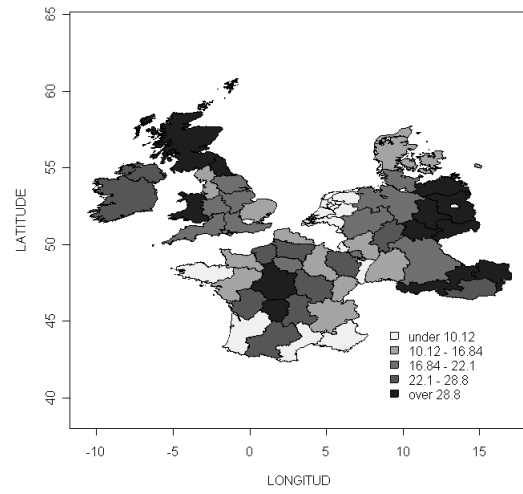 65
60
55
50
45
40
LATITUDE
under 10.12
10.12 - 16.84
16.84 - 22.1
22.1 - 28.8
over 28.8
-10 -5 0 5 10 15
LONGITUD